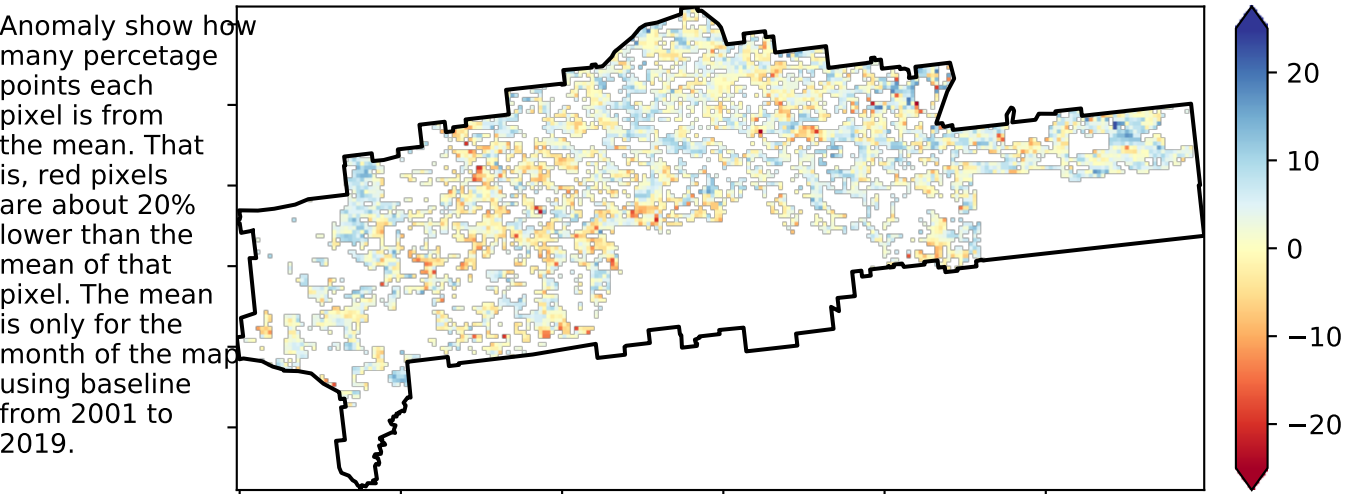 Anomaly show how
many percetage
points each
pixel is from
the mean. That
is, red pixels
are about 20%
lower than the
mean of that
pixel. The mean
is only for the
month of the map
using baseline
from 2001 to
2019.
20
10
0
−10
−20